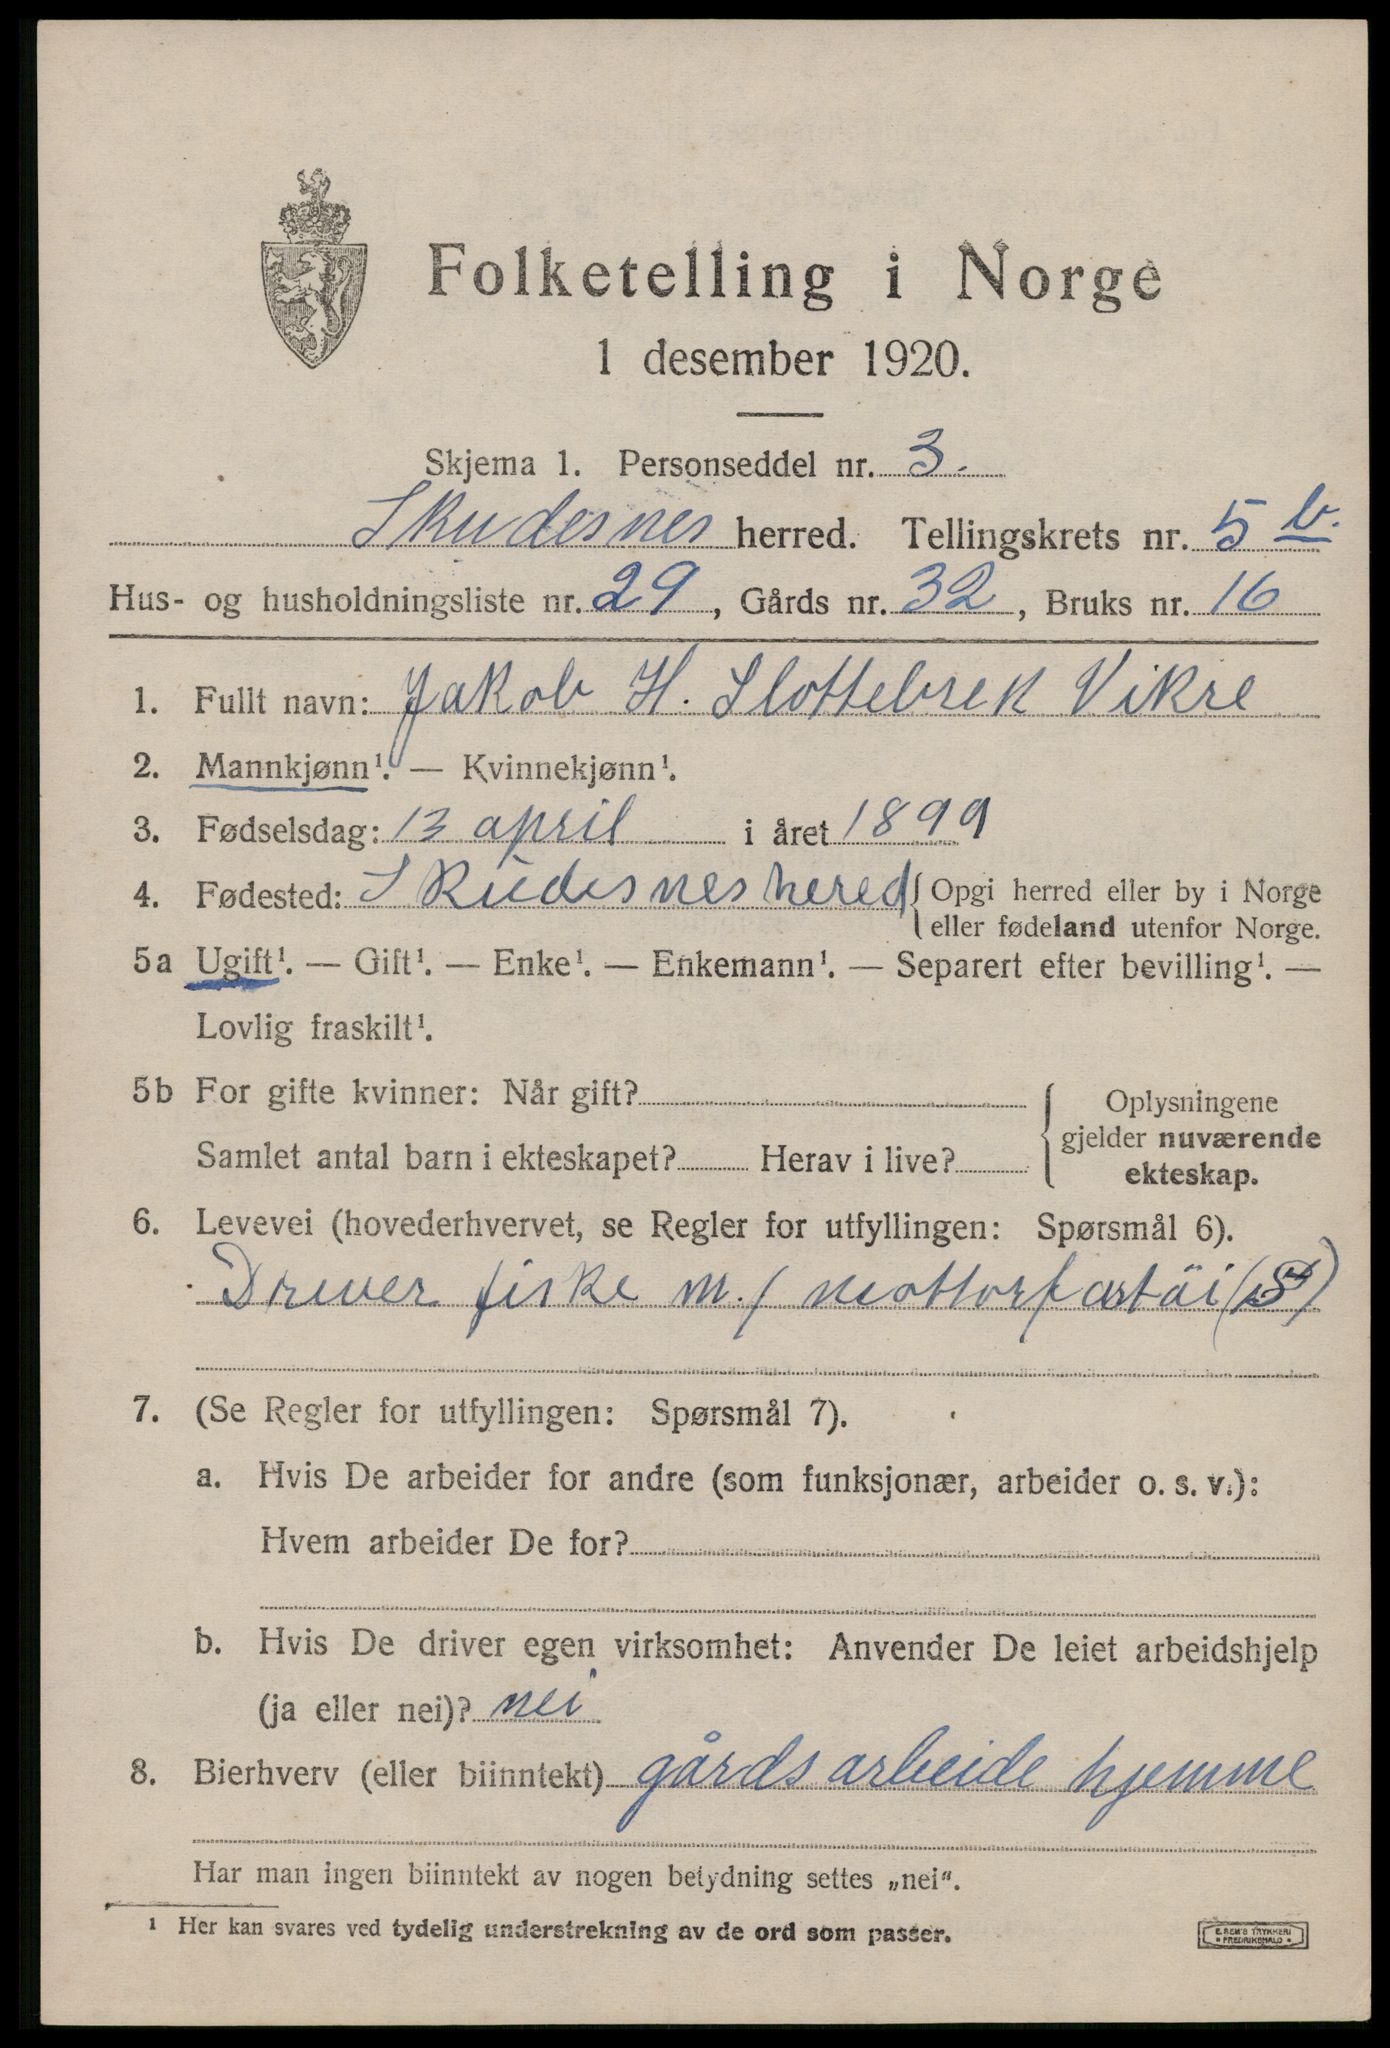 Folketelling i Norge
1 desember 1920.
Skjema 1. Personseddel nr. 3.
Skudesnes herred. Tellingskrets nr. 5 b.
Hus- og husholdningsliste nr. 29, Gårds nr. 32, Bruks nr. 16
1. Fullt navn: Jakob H. Slottebrek Vikre
2. Mannkjønn¹. — Kvinnekjønn¹.
3. Fødselsdag: 13 april i året 1899
4. Fødested: Skudesneshered { Opgi herred eller by i Norge
eller fødeland utenfor Norge.
5a Ugift¹. — Gift¹. — Enke¹. — Enkemann¹. — Separert efter bevilling¹. —
Lovlig fraskilt¹.
5b For gifte kvinner: Når gift? { Oplysningene
gjelder nuværende
Samlet antal barn i ekteskapet? Herav i live?
ekteskap.
6. Levevei (hovederhvervet, se Regler for utfyllingen: Spørsmål 6).
Drever fiske m./ mottorfartäi (S)
7. (Se Regler for utfyllingen: Spørsmål 7).
a. Hvis De arbeider for andre (som funksjonær, arbeider o. s. v.):
Hvem arbeider De for?
b. Hvis De driver egen virksomhet: Anvender De leiet arbeidshjelp
(ja eller nei)? nei
8. Bierhverv (eller biinntekt) gårdsarbeide hjemme
Har man ingen biinntekt av nogen betydning settes „nei".
¹ Her kan svares ved tydelig understrekning av de ord som passer.
E. SEM'S TRYKKERI
FREDRIKSHALD